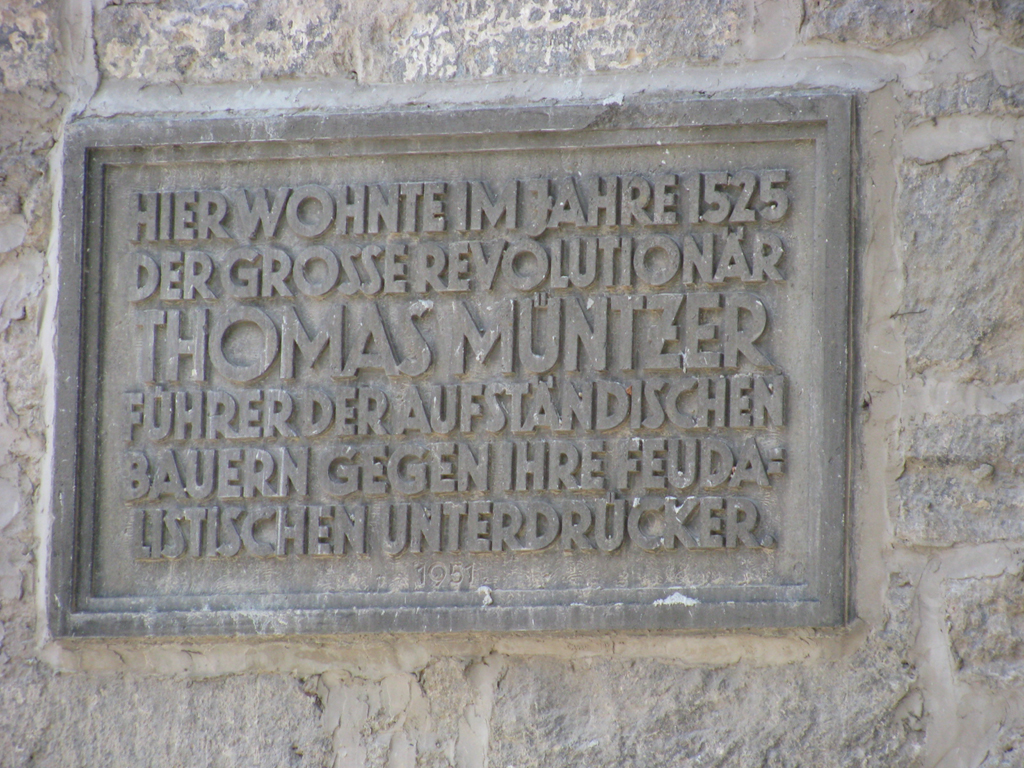 HIER WOHNTE IM JAHRE 1525
DER GROSSE REVOLUTIONÄR
THOMAS MÜNTZER
FÜHRER DER AUFSTÄNDISCHEN
BAUERN GEGEN IHRE FEUDA=
LISTISCHEN UNTERDRÜCKER.
1951